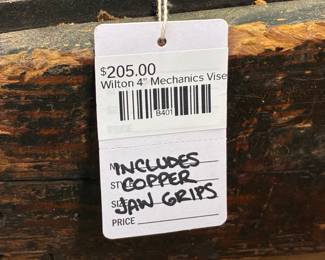 $205.00
Wilton 4" Mechanics Vise
B401
INCLUDES
COPPER
JAW GRIPS
PRICE